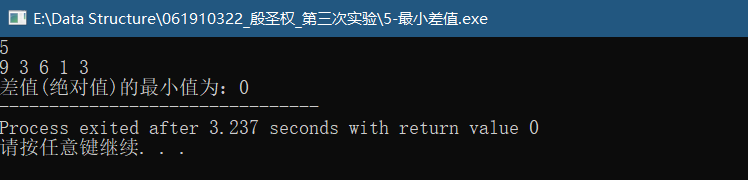 E:\Data Structure\061910322_殷圣权_第三次实验\5-最小差值.exe
5
9 3 6 1 3
差值(绝对值)的最小值为：0
--------------------------------
Process exited after 3.237 seconds with return value 0
请按任意键继续. . .